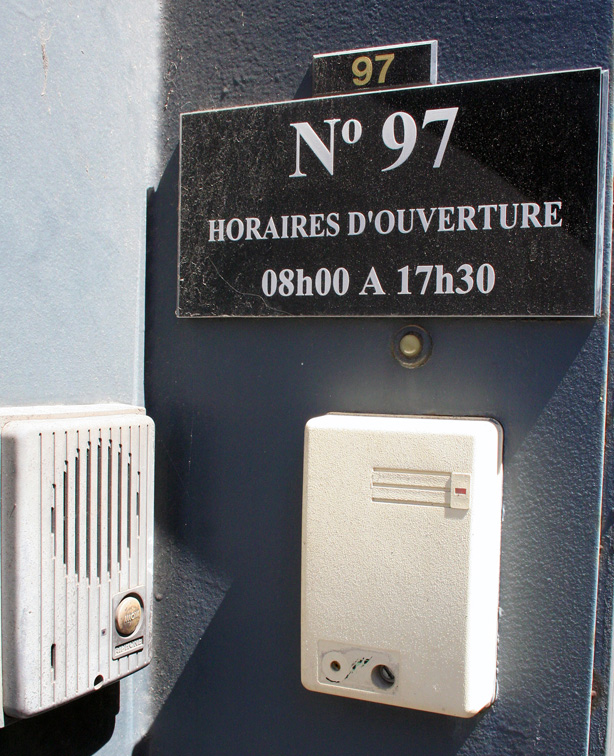 97
Nº 97
HORAIRES D'OUVERTURE
08h00 A 17h30